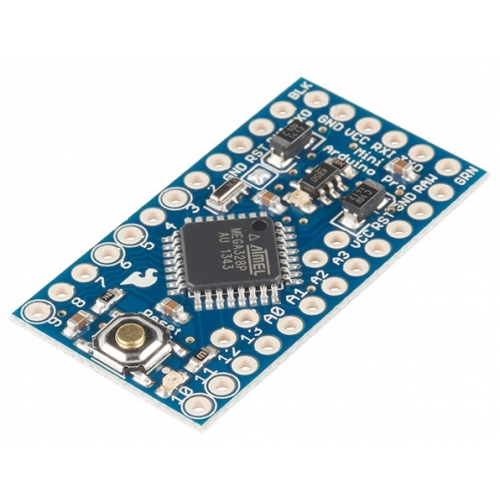 BLK
GND
VCC
RXI
GRN
Arduino Pro
Mini
GND
RST
3
4
5
6
7
8
9
ATMEL
MEGA328P
AU 1343
Reset
RAW
GND
RST
VCC
A3
A2
A1
A0
13
12
11
10